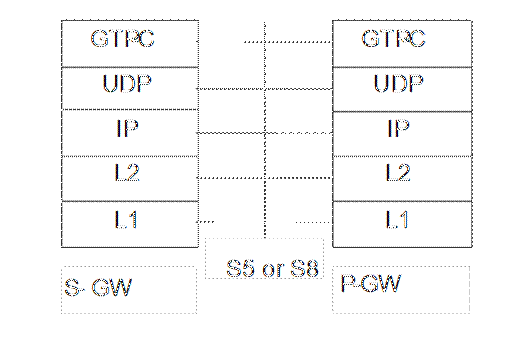 GTPC
UDP
IP
L2
L1
S- GW
S5 or S8
GTPC
UDP
IP
L2
L1
P-GW